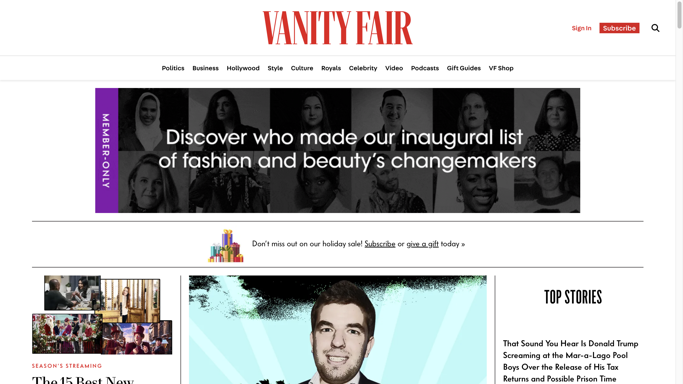 VANITY FAIR
Sign In
Subscribe
Politics Business Hollywood Style Culture Royals Celebrity Video Podcasts Gift Guides VF Shop
MEMBER-ONLY
Discover who made our inaugural list
of fashion and beauty's changemakers
Don't miss out on our holiday sale! Subscribe or give a gift today »
SEASON'S STREAMING
The 15 Best New
TOP STORIES
That Sound You Hear Is Donald Trump
Screaming at the Mar-a-Lago Pool
Boys Over the Release of His Tax
Returns and Possible Prison Time